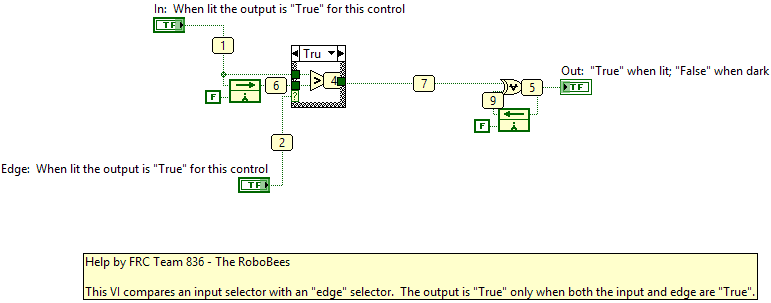 In:  When lit the output is "True" for this control
TF
1
Tru
Out:  "True" when lit; "False" when dark
6
>
4
7
V
5
TF
F
?
9
F
2
Edge:  When lit the output is "True" for this control
TF
Help by FRC Team 836 - The RoboBees
This VI compares an input selector with an "edge" selector.  The output is "True" only when both the input and edge are "True".